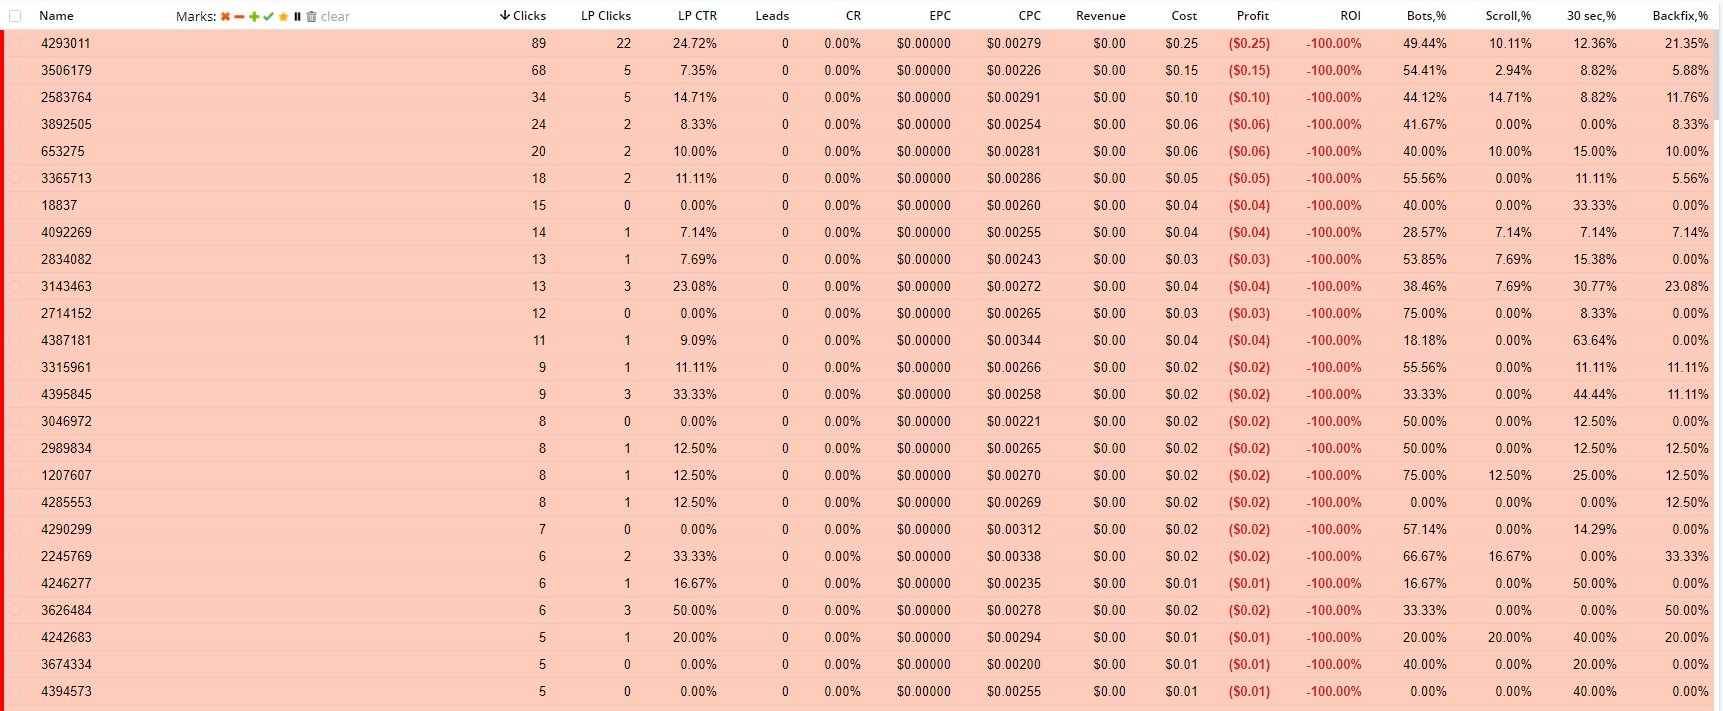 Name Marks: clear Clicks LP Clicks LP CTR Leads CR EPC CPC Revenue Cost Profit ROI Bots,% Scroll,% 30 sec,% Backfix,%
4293011 89 22 24.72% 0 0.00% $0.00000 $0.00279 $0.00 $0.25 ($0.25) -100.00% 49.44% 10.11% 12.36% 21.35%
3506179 68 5 7.35% 0 0.00% $0.00000 $0.00226 $0.00 $0.15 ($0.15) -100.00% 54.41% 2.94% 8.82% 5.88%
2583764 34 5 14.71% 0 0.00% $0.00000 $0.00291 $0.00 $0.10 ($0.10) -100.00% 44.12% 14.71% 8.82% 11.76%
3892505 24 2 8.33% 0 0.00% $0.00000 $0.00254 $0.00 $0.06 ($0.06) -100.00% 41.67% 0.00% 0.00% 8.33%
653275 20 2 10.00% 0 0.00% $0.00000 $0.00281 $0.00 $0.06 ($0.06) -100.00% 40.00% 10.00% 15.00% 10.00%
3365713 18 2 11.11% 0 0.00% $0.00000 $0.00286 $0.00 $0.05 ($0.05) -100.00% 55.56% 0.00% 11.11% 5.56%
18837 15 0 0.00% 0 0.00% $0.00000 $0.00260 $0.00 $0.04 ($0.04) -100.00% 40.00% 0.00% 33.33% 0.00%
4092269 14 1 7.14% 0 0.00% $0.00000 $0.00255 $0.00 $0.04 ($0.04) -100.00% 28.57% 7.14% 7.14% 7.14%
2834082 13 1 7.69% 0 0.00% $0.00000 $0.00243 $0.00 $0.03 ($0.03) -100.00% 53.85% 7.69% 15.38% 0.00%
3143463 13 3 23.08% 0 0.00% $0.00000 $0.00272 $0.00 $0.04 ($0.04) -100.00% 38.46% 7.69% 30.77% 23.08%
2714152 12 0 0.00% 0 0.00% $0.00000 $0.00265 $0.00 $0.03 ($0.03) -100.00% 75.00% 0.00% 8.33% 0.00%
4387181 11 1 9.09% 0 0.00% $0.00000 $0.00344 $0.00 $0.04 ($0.04) -100.00% 18.18% 0.00% 63.64% 0.00%
3315961 9 1 11.11% 0 0.00% $0.00000 $0.00266 $0.00 $0.02 ($0.02) -100.00% 55.56% 0.00% 11.11% 11.11%
4395845 9 3 33.33% 0 0.00% $0.00000 $0.00258 $0.00 $0.02 ($0.02) -100.00% 33.33% 0.00% 44.44% 11.11%
3046972 8 0 0.00% 0 0.00% $0.00000 $0.00221 $0.00 $0.02 ($0.02) -100.00% 50.00% 0.00% 12.50% 0.00%
2989834 8 1 12.50% 0 0.00% $0.00000 $0.00265 $0.00 $0.02 ($0.02) -100.00% 50.00% 0.00% 12.50% 12.50%
1207607 8 1 12.50% 0 0.00% $0.00000 $0.00270 $0.00 $0.02 ($0.02) -100.00% 75.00% 12.50% 25.00% 12.50%
4285553 8 1 12.50% 0 0.00% $0.00000 $0.00269 $0.00 $0.02 ($0.02) -100.00% 0.00% 0.00% 0.00% 12.50%
4290299 7 0 0.00% 0 0.00% $0.00000 $0.00312 $0.00 $0.02 ($0.02) -100.00% 57.14% 0.00% 14.29% 0.00%
2245769 6 2 33.33% 0 0.00% $0.00000 $0.00338 $0.00 $0.02 ($0.02) -100.00% 66.67% 16.67% 0.00% 33.33%
4246277 6 1 16.67% 0 0.00% $0.00000 $0.00235 $0.00 $0.01 ($0.01) -100.00% 16.67% 0.00% 50.00% 0.00%
3626484 6 3 50.00% 0 0.00% $0.00000 $0.00278 $0.00 $0.02 ($0.02) -100.00% 33.33% 0.00% 0.00% 50.00%
4242683 5 1 20.00% 0 0.00% $0.00000 $0.00294 $0.00 $0.01 ($0.01) -100.00% 20.00% 20.00% 40.00% 20.00%
3674334 5 0 0.00% 0 0.00% $0.00000 $0.00200 $0.00 $0.01 ($0.01) -100.00% 40.00% 0.00% 20.00% 0.00%
4394573 5 0 0.00% 0 0.00% $0.00000 $0.00255 $0.00 $0.01 ($0.01) -100.00% 0.00% 0.00% 40.00% 0.00%